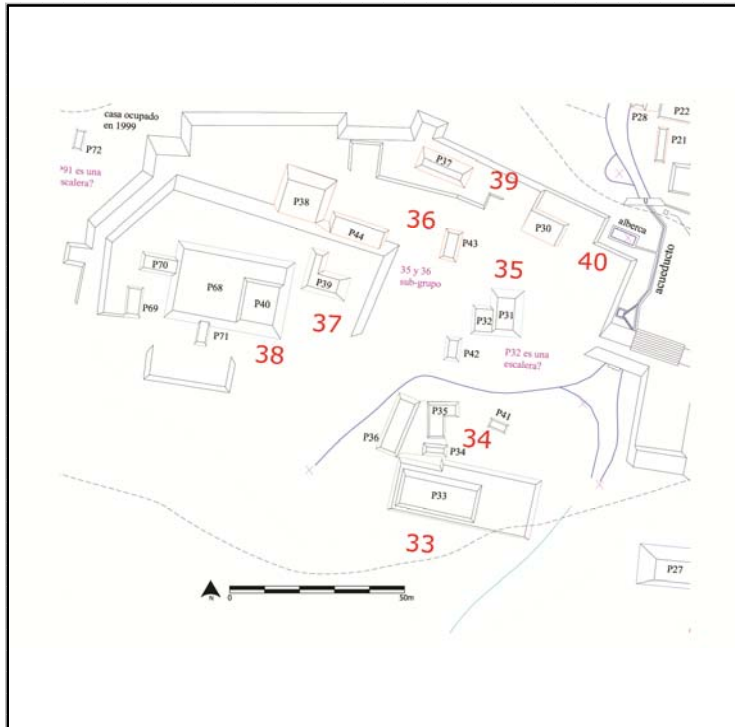 casa ocupado
en 1999
P72
P91 es una
scalera?
P28
P22
P21
P37
39
P38
36
P44
P43
P30
40
alberca
acueducto
P70
P68
P40
P39
35 y 36
sub-grupo
35
P31
P32
P69
37
P71
38
P42
P32 es una
escalera?
P35
P41
P36
34
P34
P33
33
P27
N
0
50m